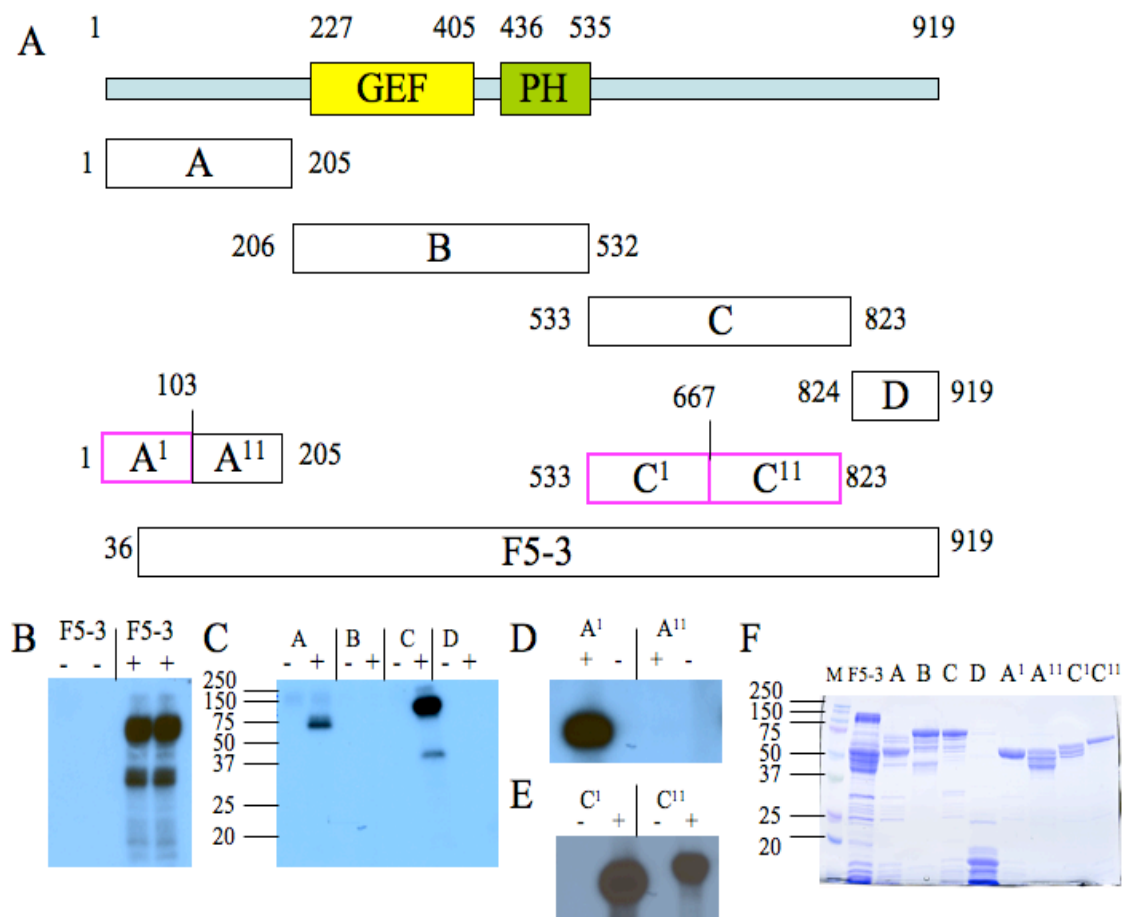 A
1 227 405 436 535 919
GEF PH
1 A 205
206 B 532
533 C 823
103 667 824 D 919
1 A¹ A¹¹ 205
533 C¹ C¹¹ 823
36 F5-3 919
B F5-3 F5-3
- - + +
C A B C D
- + - + - + - +
250
150
75
50
37
25
20
D A¹ A¹¹
+ - + -
E C¹ C¹¹
- + - +
F
M F5-3 A B C D A¹ A¹¹ C¹ C¹¹
250
150
75
50
37
25
20